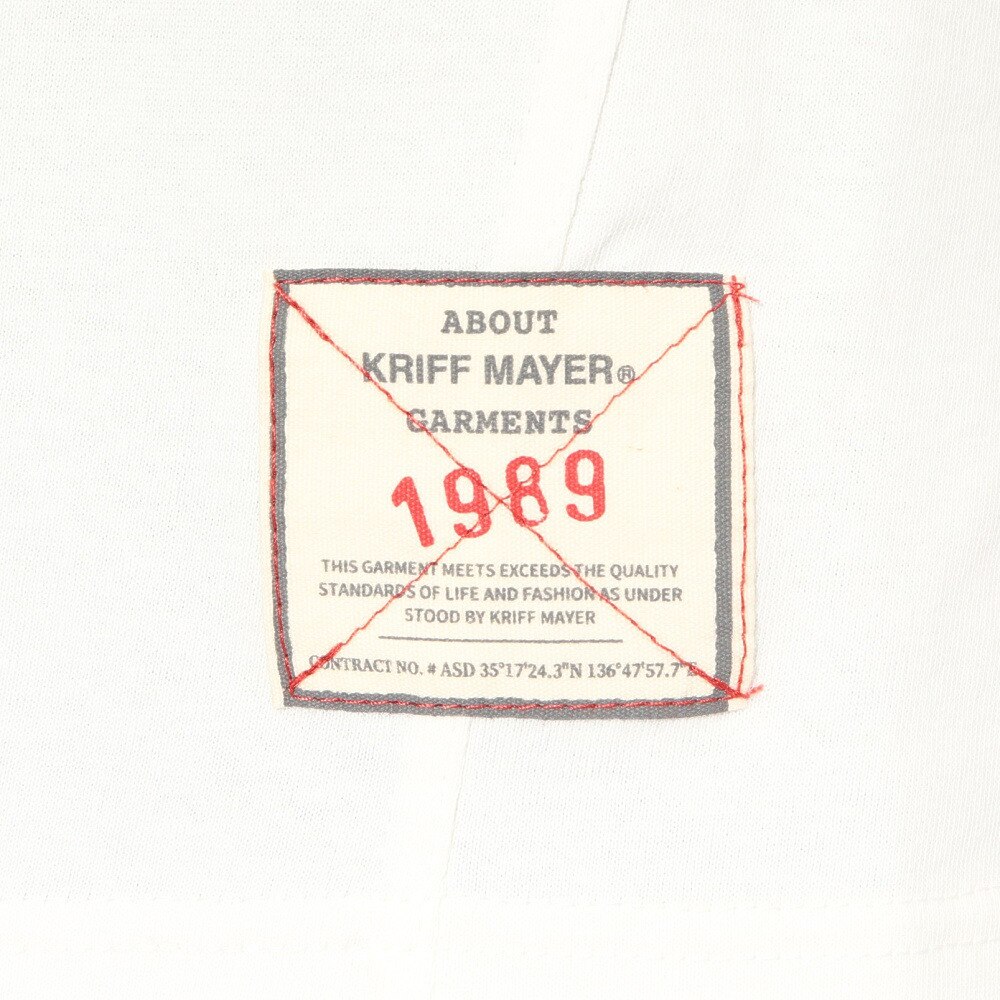 ABOUT
KRIFF MAYER®
GARMENTS
1989
THIS GARMENT MEETS EXCEEDS THE QUALITY
STANDARDS OF LIFE AND FASHION AS UNDER
STOOD BY KRIFF MAYER
CONTRACT NO. # ASD 35°17'24.3"N 136°47'57.7"E